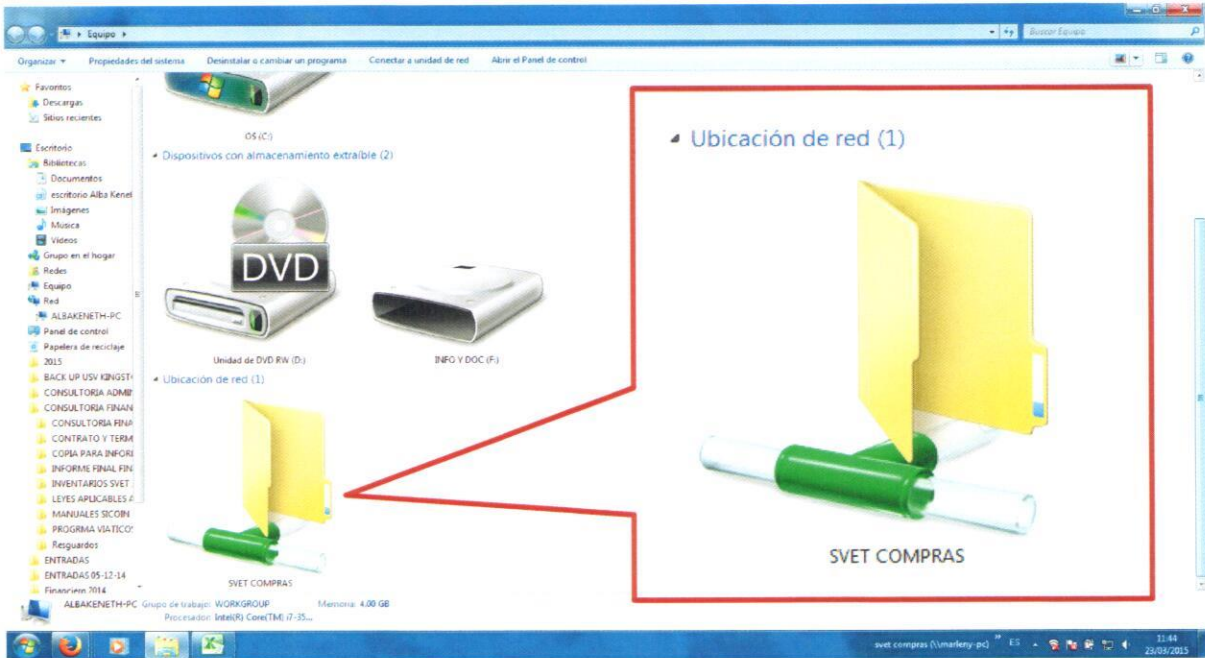 Equipo
Buscar Equipo
Organizar
Propiedades del sistema
Desinstalar o cambiar un programa
Conectar a unidad de red
Abrir el Panel de control
Favoritos
Descargas
Sitios recientes
Escritorio
Bibliotecas
Documentos
escritorio Alba Kenet
Imágenes
Música
Vídeos
Grupo en el hogar
Redes
Equipo
Red
ALBAKENETH-PC
Panel de control
Papelera de reciclaje
2015
BACK UP USV KINGST
CONSULTORIA ADMI
CONSULTORIA FINAN
CONSULTORIA FINA
CONTRATO Y TERM
COPIA PARA INFOR
INFORME FINAL FIN
INVENTARIOS SVET
LEYES APLICABLES A
MANUALES SICOIN
PROGRMA VIATICO
Resguardos
ENTRADAS
ENTRADAS 05-12-14
Financiero 2014
OS (C:)
Dispositivos con almacenamiento extraíble (2)
DVD
Unidad de DVD RW (D:)
INFO Y DOC (F:)
Ubicación de red (1)
SVET COMPRAS
Ubicación de red (1)
SVET COMPRAS
ALBAKENETH-PC Grupo de trabajo: WORKGROUP Memoria: 4.00 GB
Procesador: Intel(R) Core(TM) i7-35...
svet compras (\\marleny-pc) ES 11:44
23/03/2015